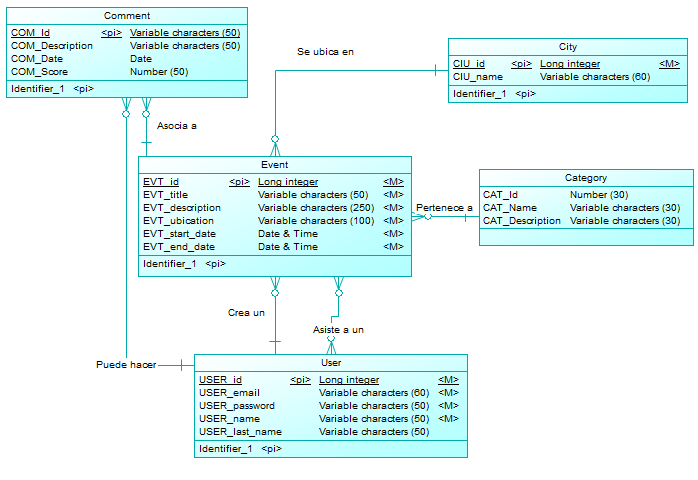 Comment
COM_Id <pi> Variable characters (50)
COM_Description Variable characters (50)
COM_Date Date
COM_Score Number (50)
Identifier_1 <pi>
Se ubica en
City
CIU_id <pi> Long integer <M>
CIU_name Variable characters (60)
Identifier_1 <pi>
Asocia a
Event
EVT_id <pi> Long integer <M>
EVT_title Variable characters (50) <M>
EVT_description Variable characters (250) <M>
EVT_ubication Variable characters (100) <M>
EVT_start_date Date & Time <M>
EVT_end_date Date & Time <M>
Identifier_1 <pi>
Pertenece a
Category
CAT_Id Number (30)
CAT_Name Variable characters (30)
CAT_Description Variable characters (30)
Crea un
Asiste a un
Puede hacer
User
USER_id <pi> Long integer <M>
USER_email Variable characters (60) <M>
USER_password Variable characters (50) <M>
USER_name Variable characters (50) <M>
USER_last_name Variable characters (50)
Identifier_1 <pi>